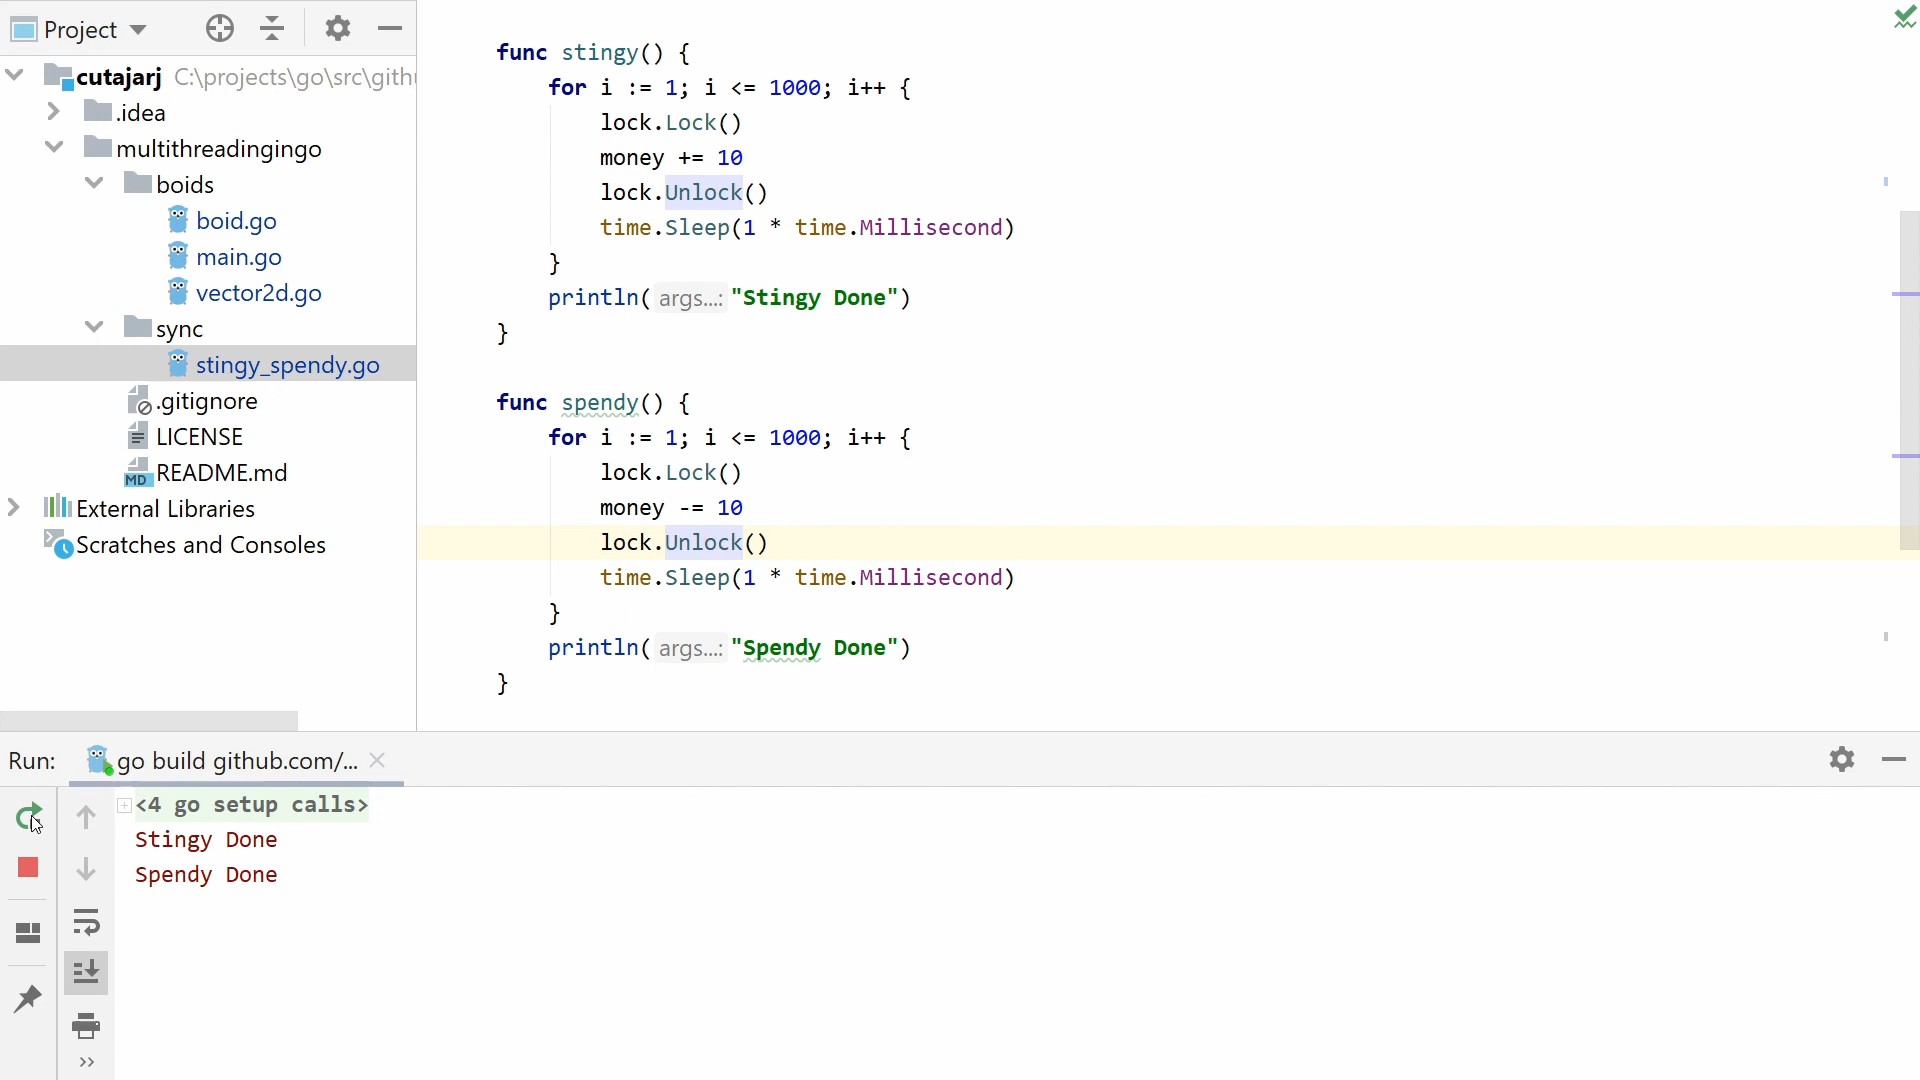 Project
cutajarj C:\projects\go\src\gith
.idea
multithreadingingo
boids
boid.go
main.go
vector2d.go
sync
stingy_spendy.go
.gitignore
LICENSE
MD README.md
External Libraries
Scratches and Consoles
func stingy() {
for i := 1; i <= 1000; i++ {
lock.Lock()
money += 10
lock.Unlock()
time.Sleep(1 * time.Millisecond)
}
println( args...: "Stingy Done")
}
func spendy() {
for i := 1; i <= 1000; i++ {
lock.Lock()
money -= 10
lock.Unlock()
time.Sleep(1 * time.Millisecond)
}
println( args...: "Spendy Done")
}
Run: go build github.com/...
<4 go setup calls>
Stingy Done
Spendy Done